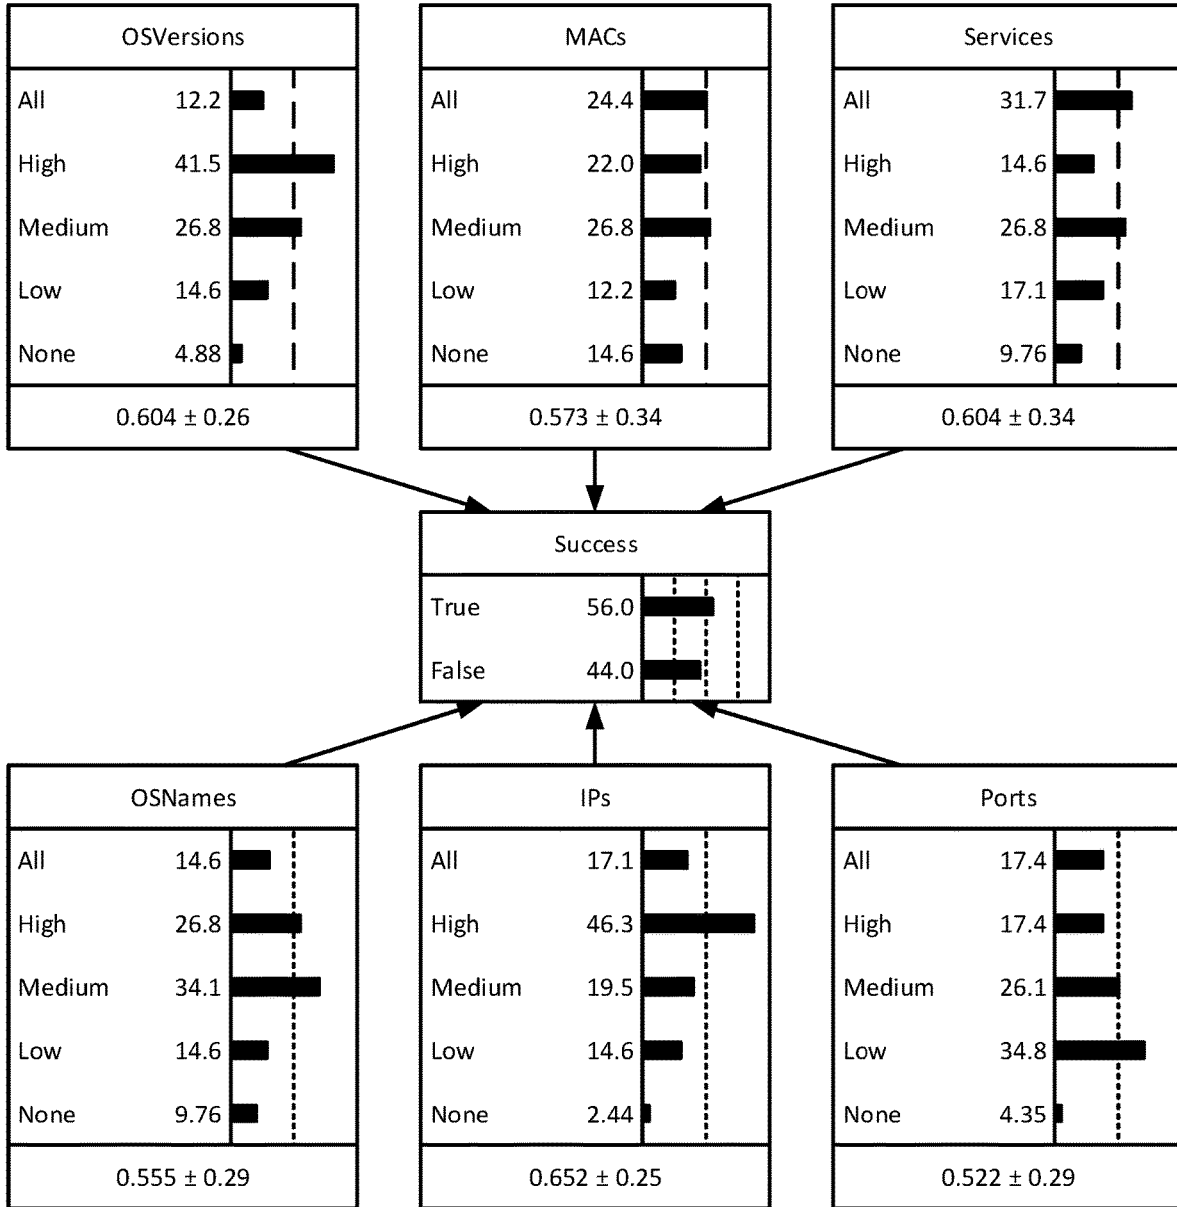 OSVersions
All 12.2
High 41.5
Medium 26.8
Low 14.6
None 4.88
0.604 ± 0.26
MACs
All 24.4
High 22.0
Medium 26.8
Low 12.2
None 14.6
0.573 ± 0.34
Services
All 31.7
High 14.6
Medium 26.8
Low 17.1
None 9.76
0.604 ± 0.34
Success
True 56.0
False 44.0
OSNames
All 14.6
High 26.8
Medium 34.1
Low 14.6
None 9.76
0.555 ± 0.29
IPs
All 17.1
High 46.3
Medium 19.5
Low 14.6
None 2.44
0.652 ± 0.25
Ports
All 17.4
High 17.4
Medium 26.1
Low 34.8
None 4.35
0.522 ± 0.29